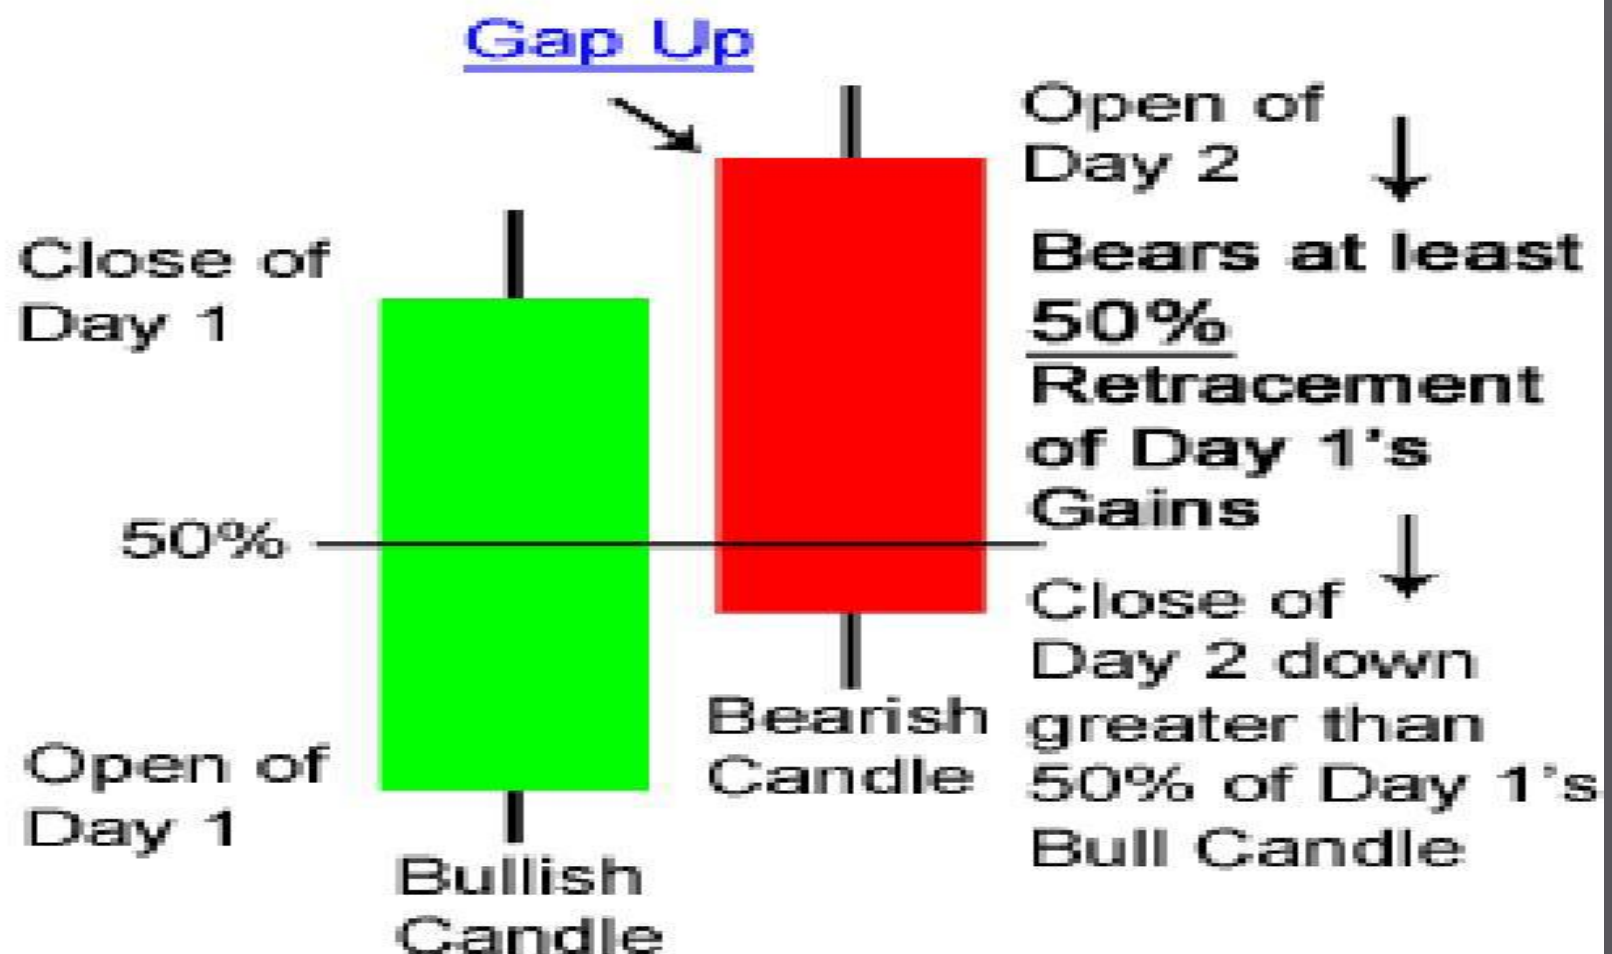 Gap Up
Close of
Day 1
50%
Open of
Day 1
Bullish
Candle
Bearish
Candle
Open of
Day 2
Bears at least
50%
Retracement
of Day 1's
Gains
Close of
Day 2 down
greater than
50% of Day 1's
Bull Candle